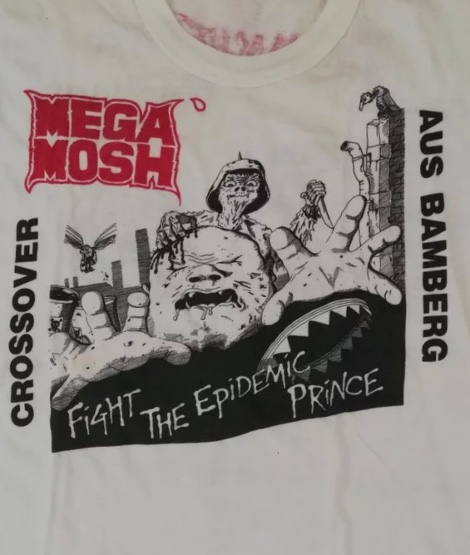 MEGA
MOSH
CROSSOVER
AUS BAMBERG
FIGHT THE EPIDEMIC
PRINCE